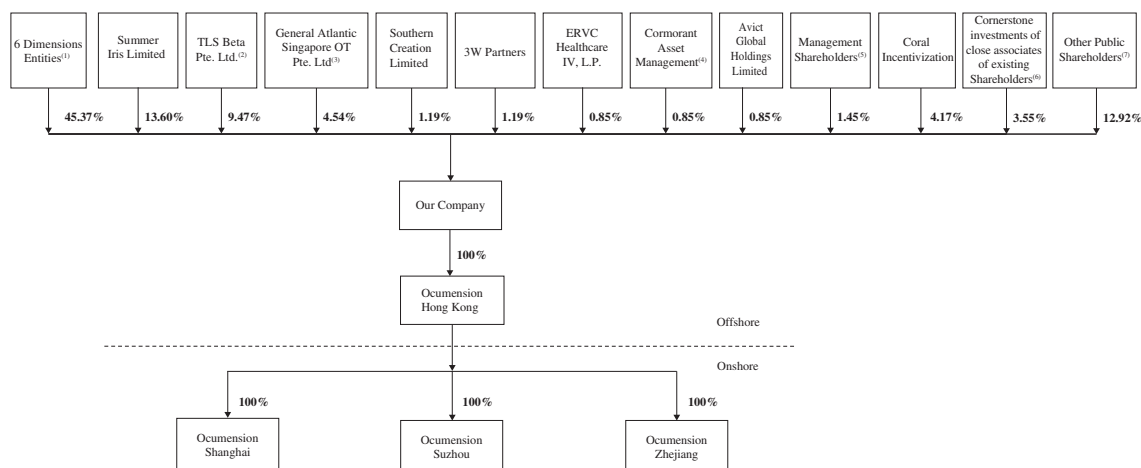 6 Dimensions
Entities(1)
Summer
Iris Limited
TLS Beta
Pte. Ltd.(2)
General Atlantic
Singapore OT
Pte. Ltd(3)
Southern
Creation
Limited
3W Partners
ERVC
Healthcare
IV, L.P.
Cormorant
Asset
Management(4)
Avict
Global
Holdings
Limited
Management
Shareholders(5)
Coral
Incentivization
Cornerstone
investments of
close associates
of existing
Shareholders(6)
Other Public
Shareholders(7)
45.37%
13.60%
9.47%
4.54%
1.19%
1.19%
0.85%
0.85%
0.85%
1.45%
4.17%
3.55%
12.92%
Our Company
100%
Ocumension
Hong Kong
Offshore
Onshore
100%
100%
100%
Ocumension
Shanghai
Ocumension
Suzhou
Ocumension
Zhejiang